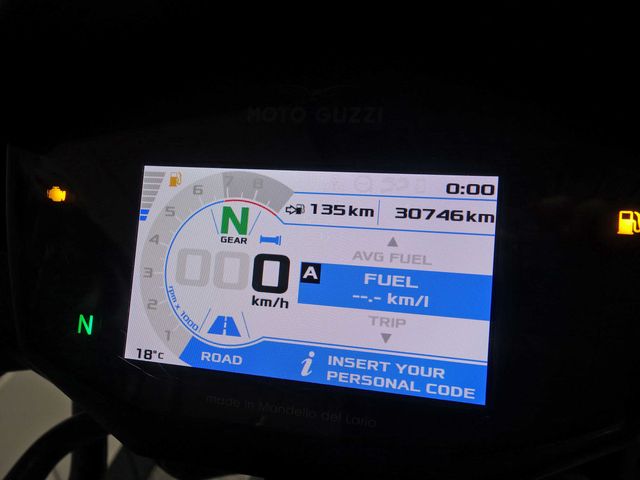 MOTO GUZZI
0:00
6 7 8
5
4
3
2
1
rpm x 1000
N
GEAR
135km
30746km
AVG FUEL
000
km/h
A
FUEL
--.- km/l
TRIP
N
18°C
ROAD
i
INSERT YOUR
PERSONAL CODE
made in Mandello del Lario